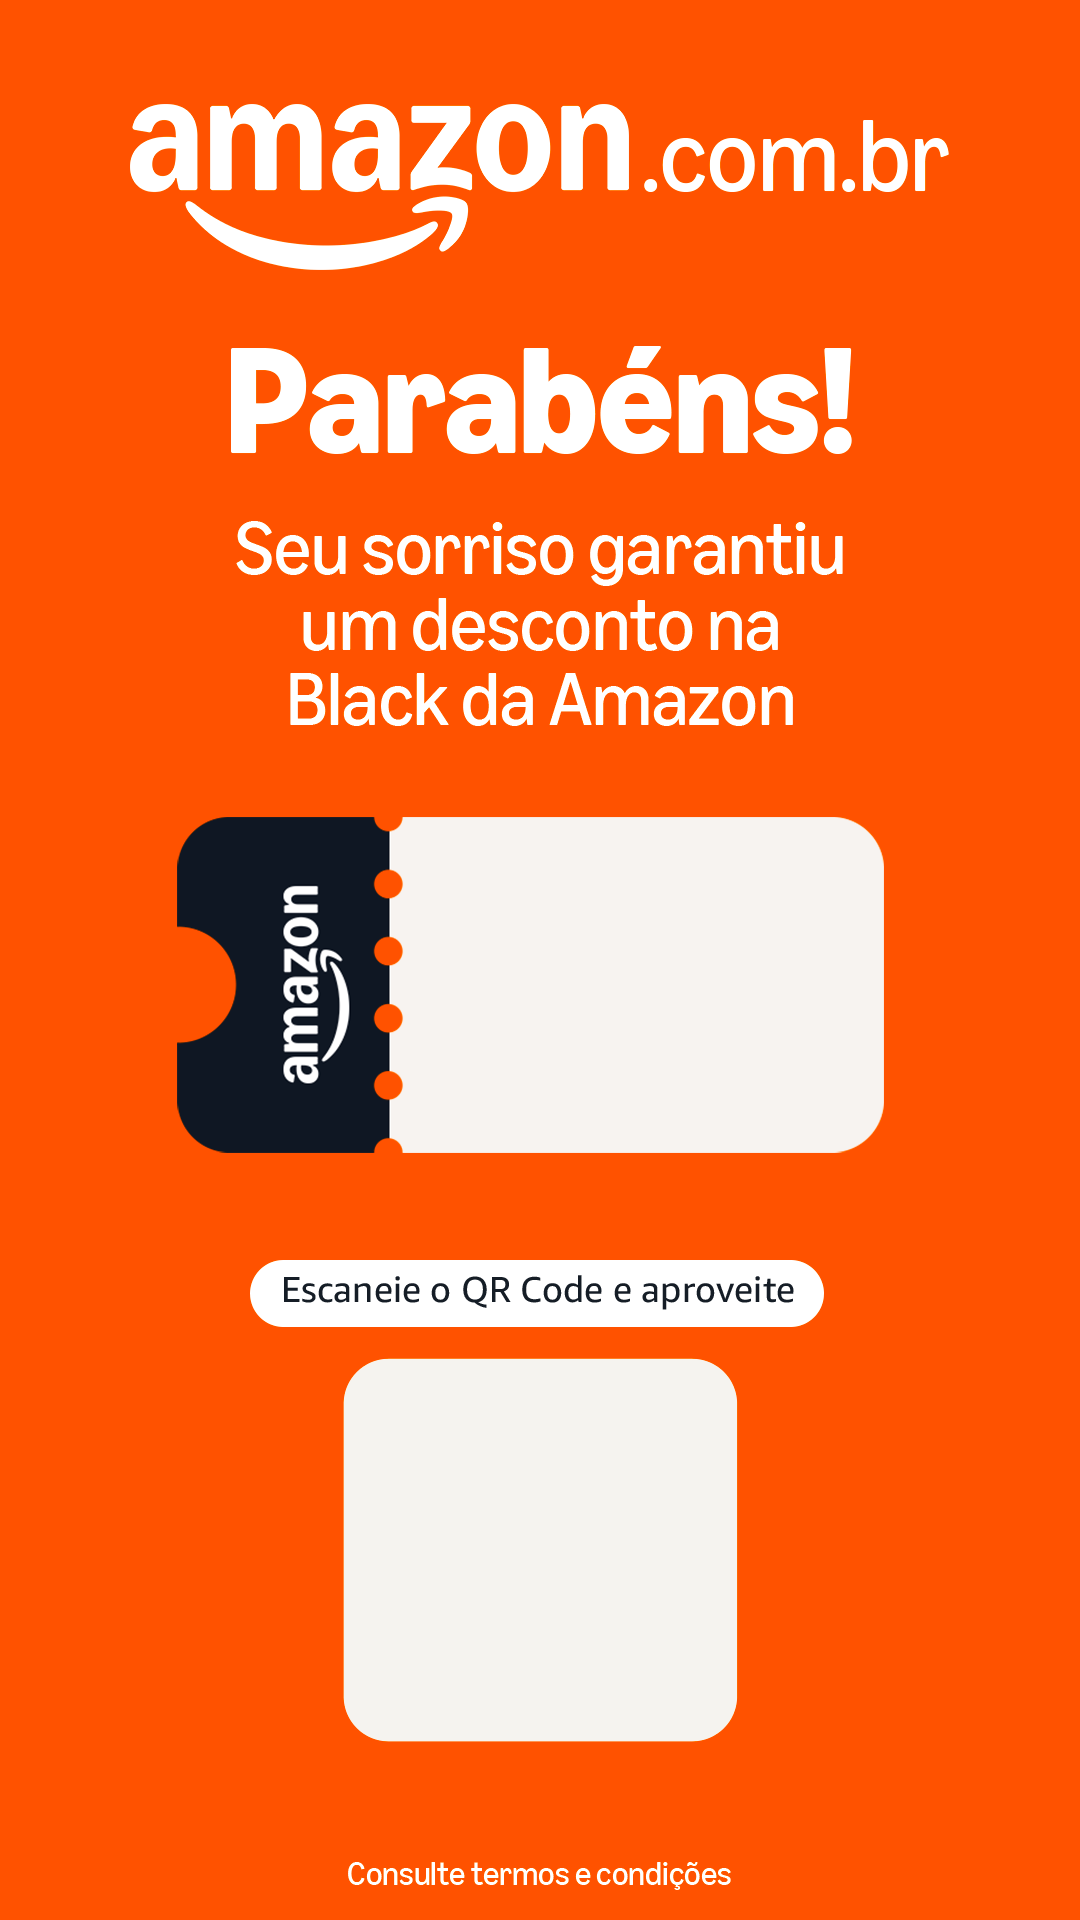 amazon.com.br
Parabéns!
Seu sorriso garantiu
um desconto na
Black da Amazon
amazon
Escaneie o QR Code e aproveite
Consulte termos e condições